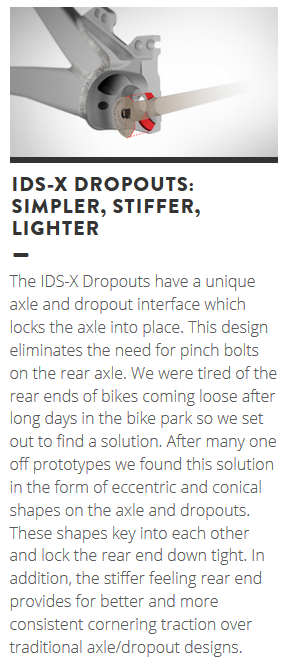 IDS-X DROPOUTS:
SIMPLER, STIFFER,
LIGHTER
The IDS-X Dropouts have a unique
axle and dropout interface which
locks the axle into place. This design
eliminates the need for pinch bolts
on the rear axle. We were tired of the
rear ends of bikes coming loose after
long days in the bike park so we set
out to find a solution. After many one
off prototypes we found this solution
in the form of eccentric and conical
shapes on the axle and dropouts.
These shapes key into each other
and lock the rear end down tight. In
addition, the stiffer feeling rear end
provides for better and more
consistent cornering traction over
traditional axle/dropout designs.